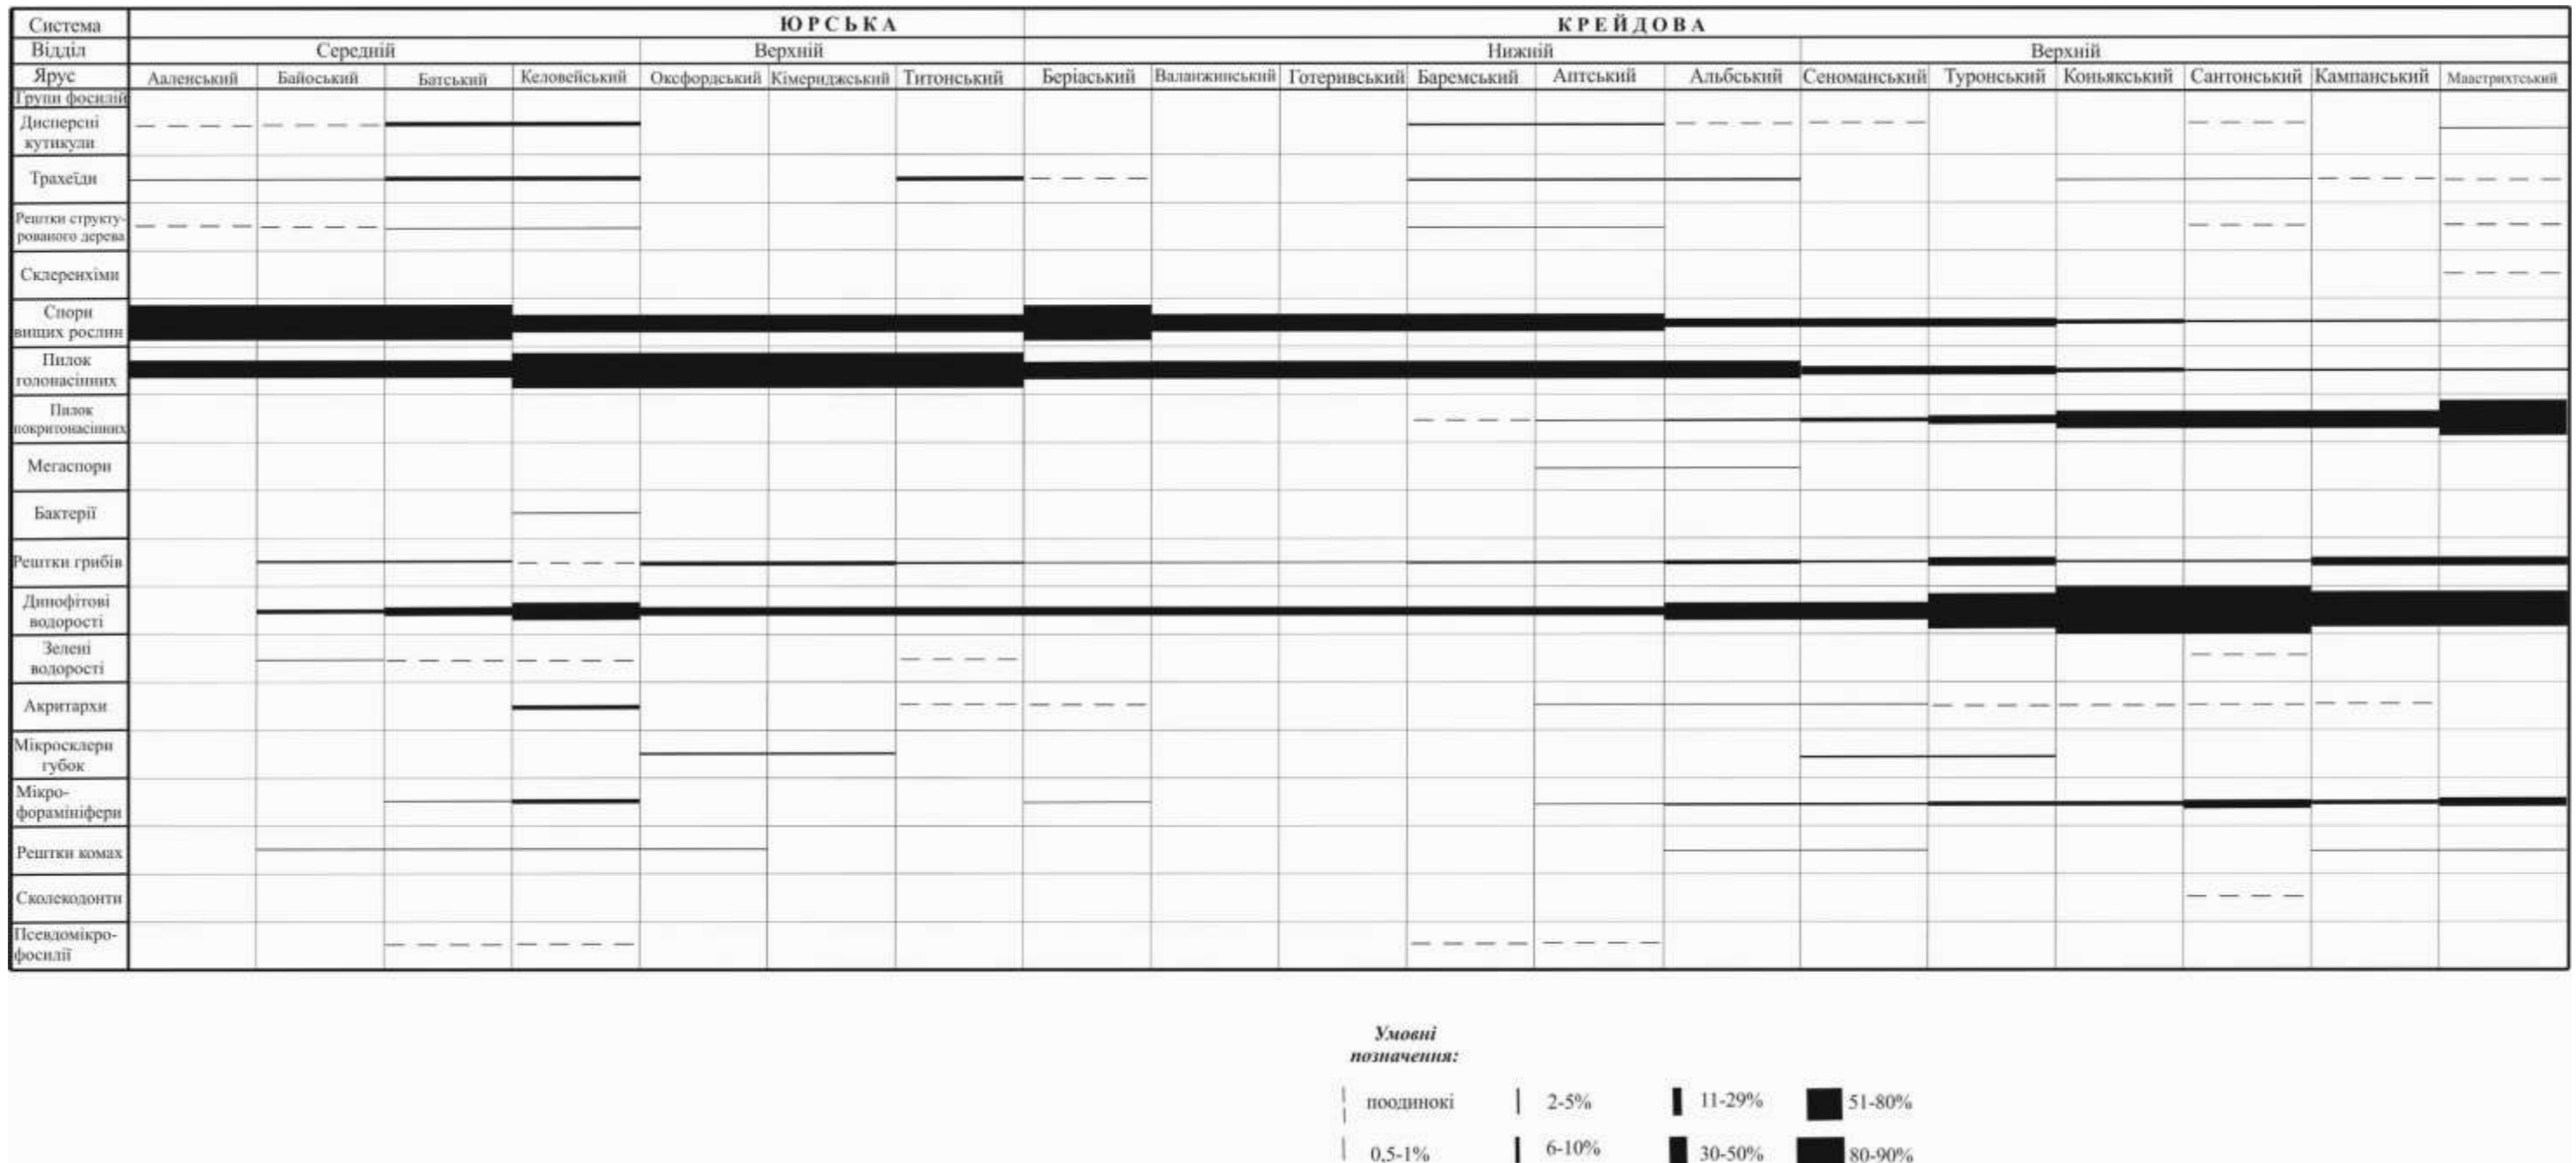 Система
ЮРСЬКА КРЕЙДОВА
Відділ Середній Верхній Нижній Верхній
Ярус Ааленський Байоський Батський Келовейський Оксфордський Кімериджський Титонський Беріаський Валанжинський Готеривський Баремський Аптський Альбський Сеноманський Туронський Коньякський Сантонський Кампанський Маастрихтський
Групи фосилій
Дисперсні
кутикули
Трахеїди
Рештки структу-
рованого дерева
Склеренхіми
Спори
вищих рослин
Пилок
голонасінних
Пилок
покритонасінних
Мегаспори
Бактерії
Рештки грибів
Динофітові
водорості
Зелені
водорості
Акритархи
Мікросклери
губок
Мікро-
форамініфери
Рештки комах
Сколекодонти
Псевдомікро-
фосилії
Умовні
позначення:
поодинокі 2-5% 11-29% 51-80%
0,5-1% 6-10% 30-50% 80-90%